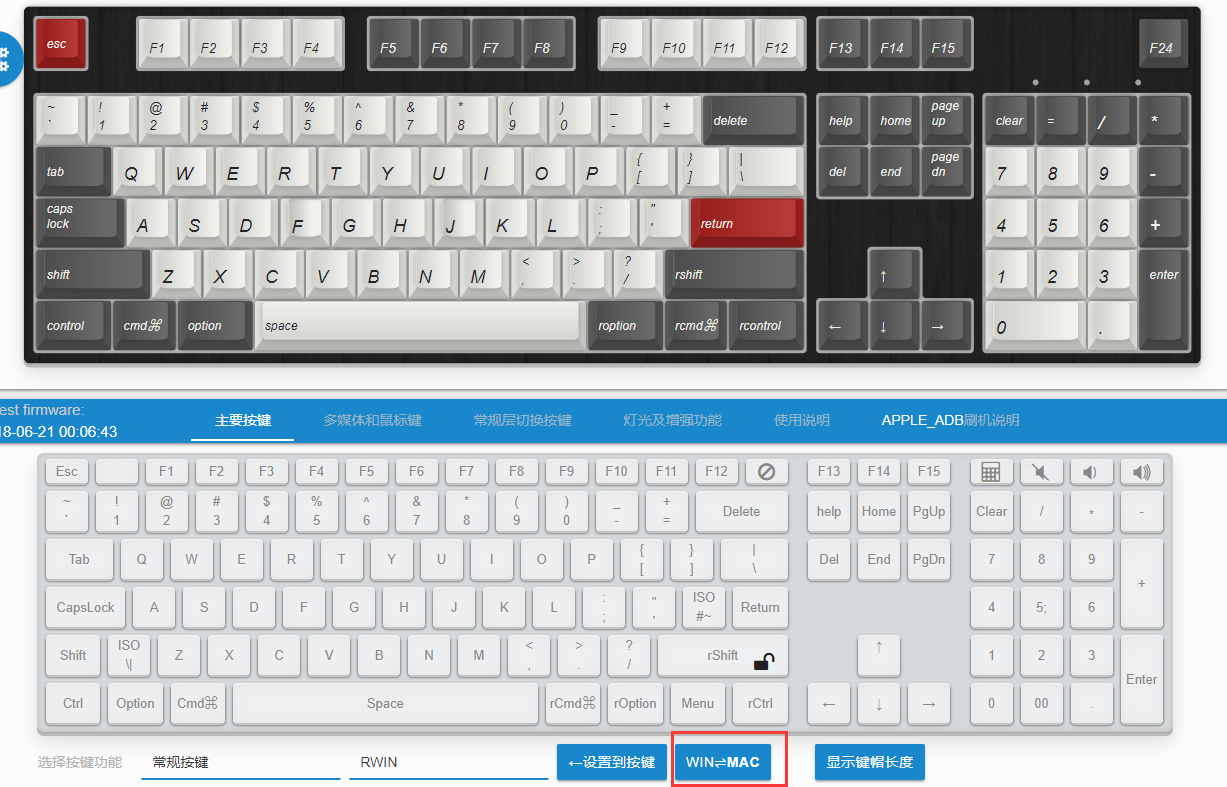 esc F1 F2 F3 F4 F5 F6 F7 F8 F9 F10 F11 F12 F13 F14 F15 F24
~ ! @ # $ % ^ & * ( ) _ +
` 1 2 3 4 5 6 7 8 9 0 - = delete help home page up clear = / *
tab Q W E R T Y U I O P { [ } ] | \ del end page dn 7 8 9 -
caps lock A S D F G H J K L : ; " ' return 4 5 6 +
shift Z X C V B N M < , > . ? / rshift ↑ 1 2 3 enter
control cmd⌘ option space roption rcmd⌘ rcontrol ← ↓ → 0 .
est firmware:
18-06-21 00:06:43
主要按键 多媒体和鼠标键 常规层切换按键 灯光及增强功能 使用说明 APPLE_ADB刷机说明
Esc F1 F2 F3 F4 F5 F6 F7 F8 F9 F10 F11 F12 F13 F14 F15
~ ! @ # $ % ^ & * ( ) _ +
` 1 2 3 4 5 6 7 8 9 0 - = Delete help Home PgUp Clear / * -
Tab Q W E R T Y U I O P { [ } ] | \ Del End PgDn 7 8 9 +
CapsLock A S D F G H J K L : ; " ' ISO #~ Return 4 5; 6
Shift ISO \| Z X C V B N M < , > . ? / rShift ↑ 1 2 3 Enter
Ctrl Option Cmd⌘ Space rCmd⌘ rOption Menu rCtrl ← ↓ → 0 00 .
选择按键功能 常规按键 RWIN ←设置到按键 WIN⇌MAC 显示键帽长度